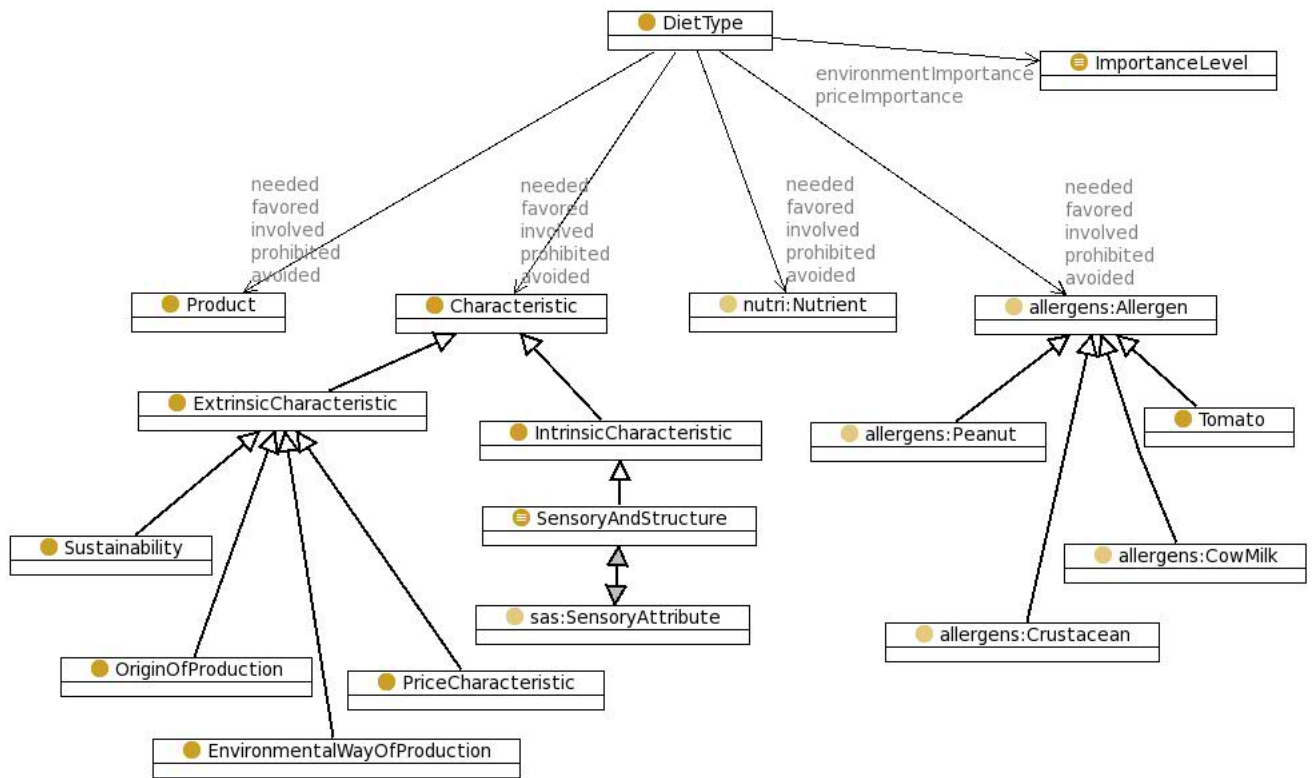 DietType
ImportanceLevel
environmentImportance
priceImportance
needed
favored
involved
prohibited
avoided
needed
favored
involved
prohibited
avoided
needed
favored
involved
prohibited
avoided
needed
favored
involved
prohibited
avoided
Product
Characteristic
nutri:Nutrient
allergens:Allergen
ExtrinsicCharacteristic
IntrinsicCharacteristic
allergens:Peanut
Tomato
SensoryAndStructure
Sustainability
allergens:CowMilk
sas:SensoryAttribute
allergens:Crustacean
OriginOfProduction
PriceCharacteristic
EnvironmentalWayOfProduction